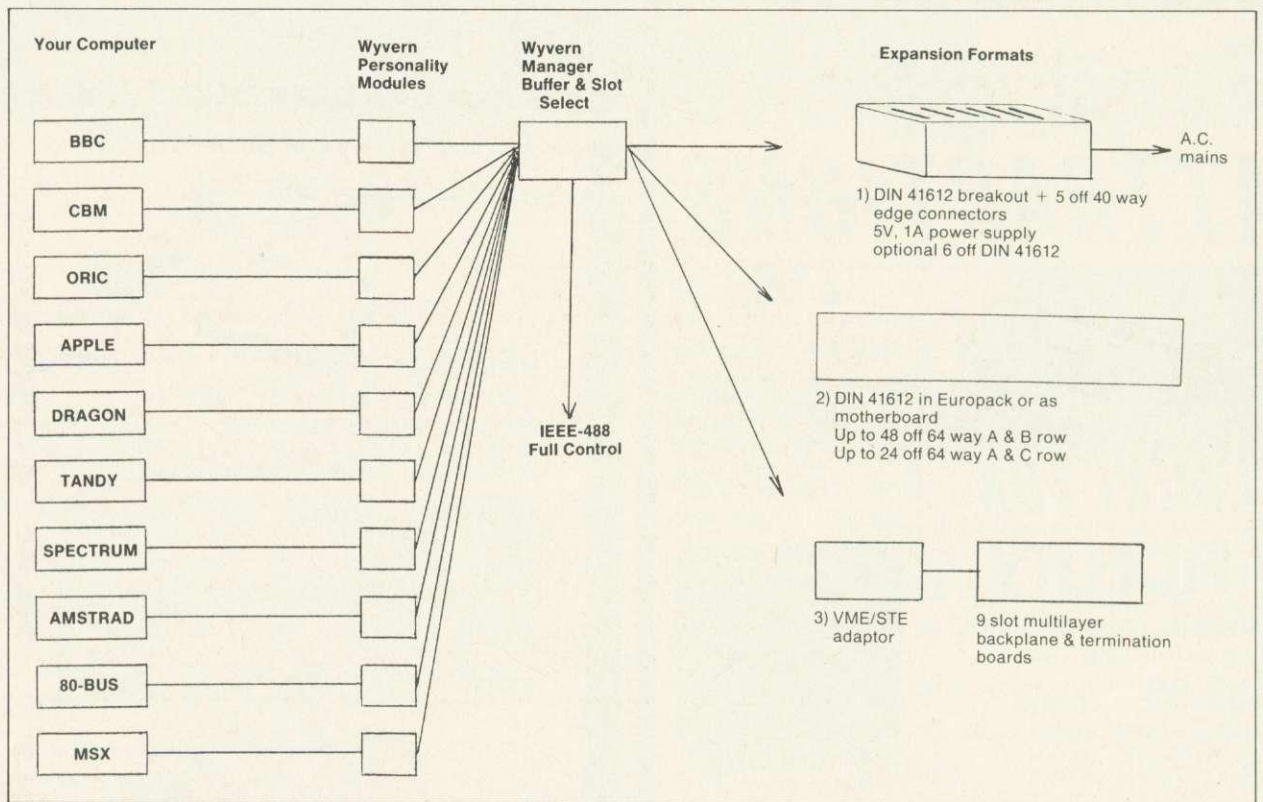 Your Computer
Wyvern
Personality
Modules
Wyvern
Manager
Buffer & Slot
Select
Expansion Formats
BBC
CBM
ORIC
APPLE
DRAGON
TANDY
SPECTRUM
AMSTRAD
80-BUS
MSX
IEEE-488
Full Control
A.C.
mains
1) DIN 41612 breakout + 5 off 40 way
edge connectors
5V, 1A power supply
optional 6 off DIN 41612
2) DIN 41612 in Europack or as
motherboard
Up to 48 off 64 way A & B row
Up to 24 off 64 way A & C row
3) VME/STE
adaptor
9 slot multilayer
backplane & termination
boards